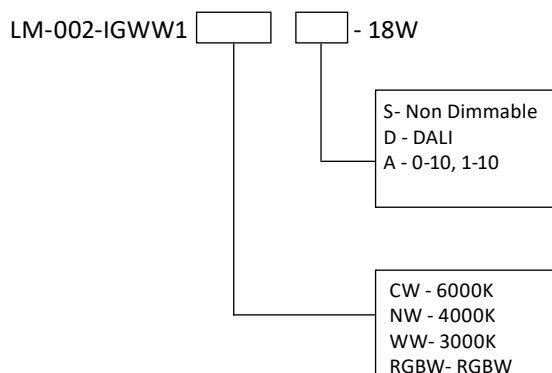 LM-002-IGWW1 - 18W
S- Non Dimmable
D - DALI
A - 0-10, 1-10
CW - 6000K
NW - 4000K
WW- 3000K
RGBW- RGBW